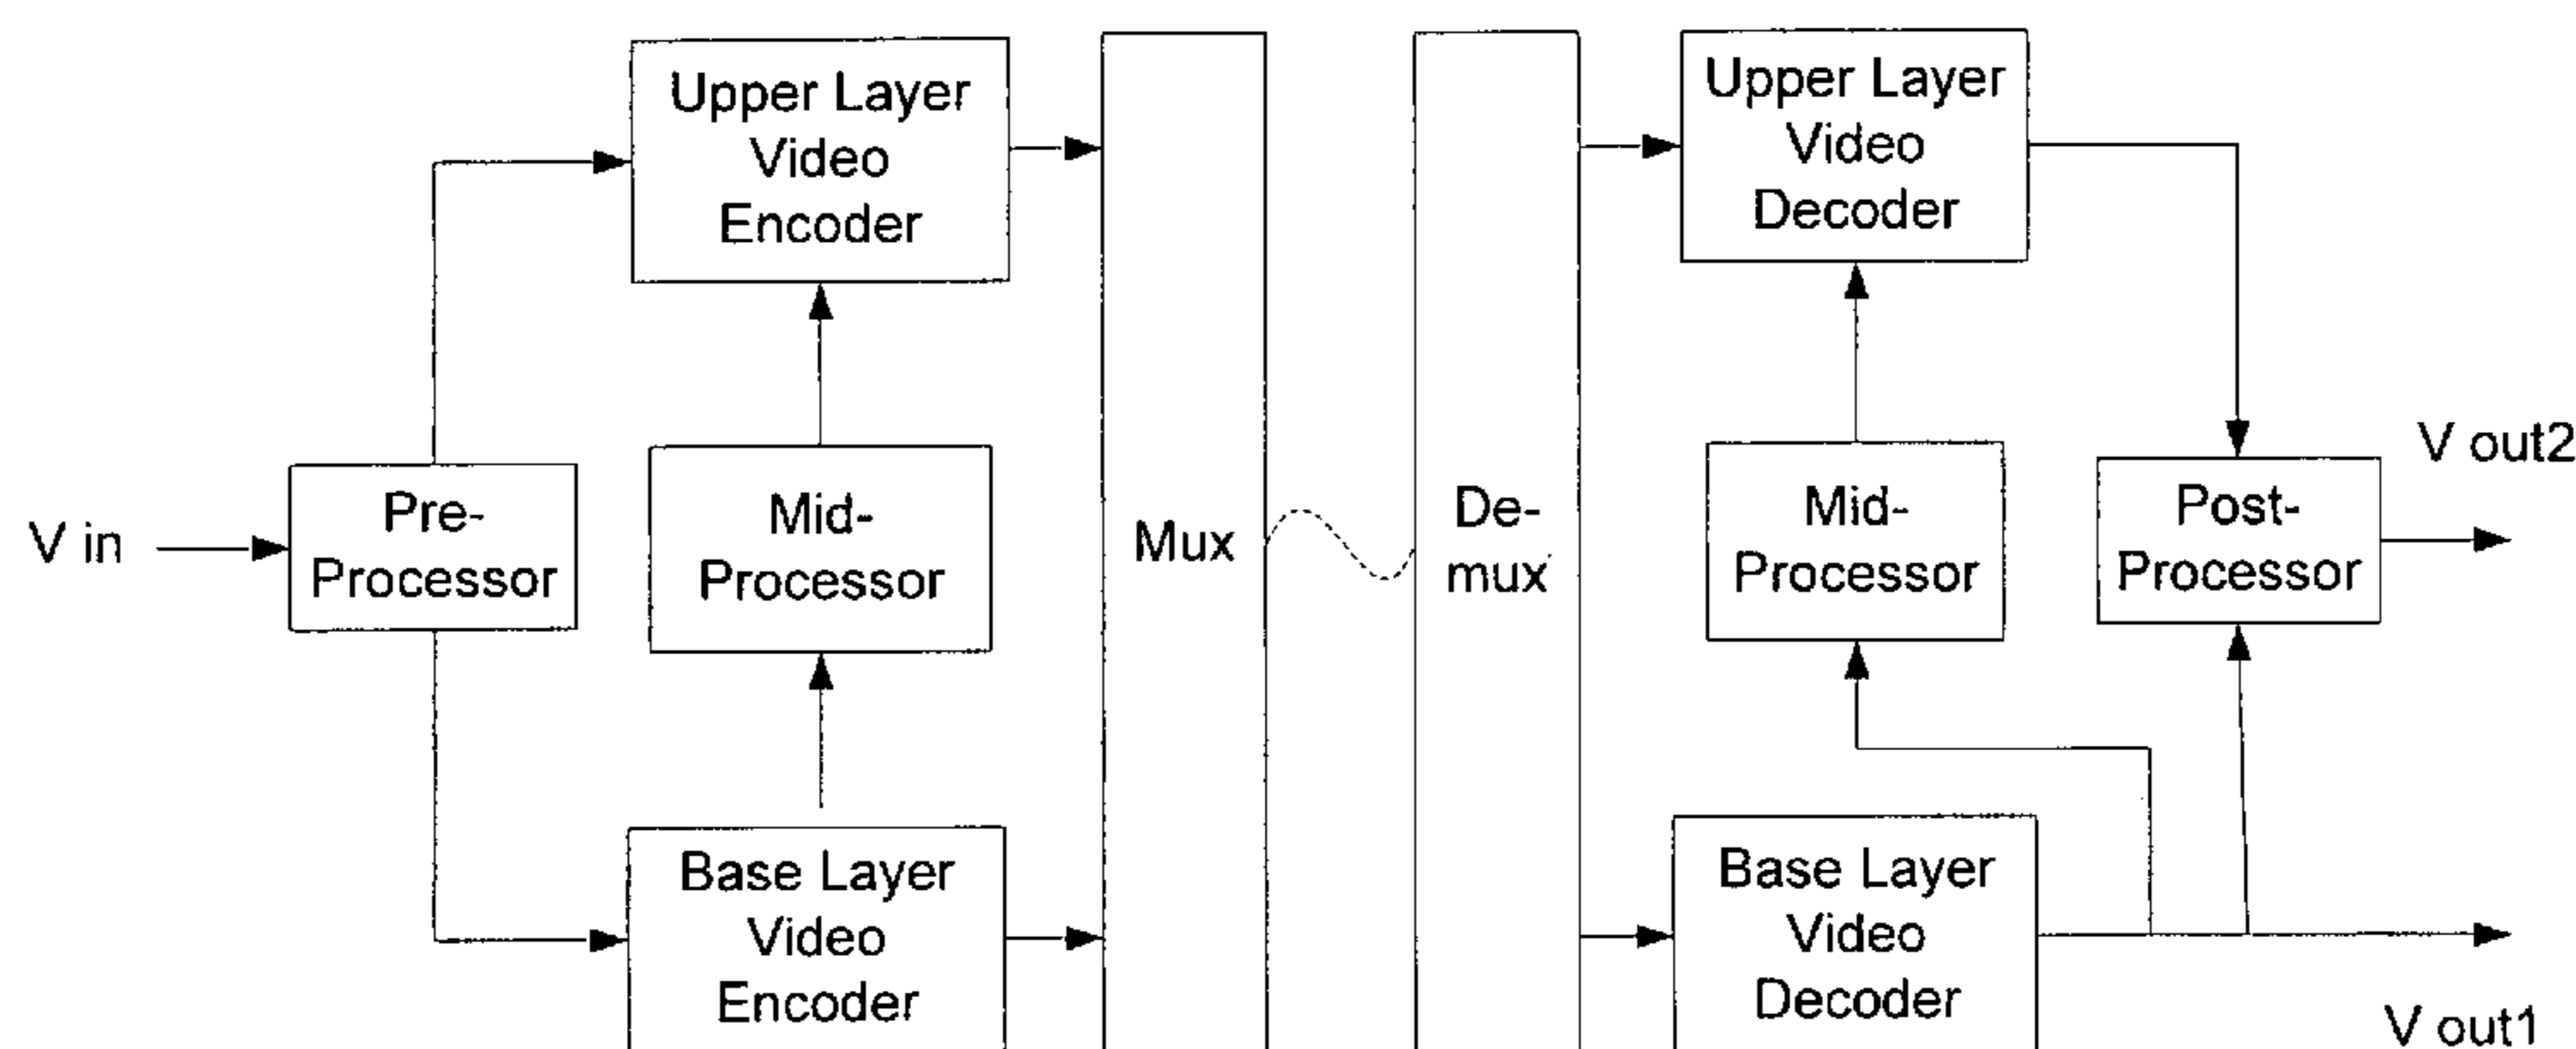 Upper Layer
Video
Encoder
Upper Layer
Video
Decoder
V in
Pre-
Processor
Mid-
Processor
Mux
De-
mux
Mid-
Processor
Post-
Processor
V out2
Base Layer
Video
Encoder
Base Layer
Video
Decoder
V out1